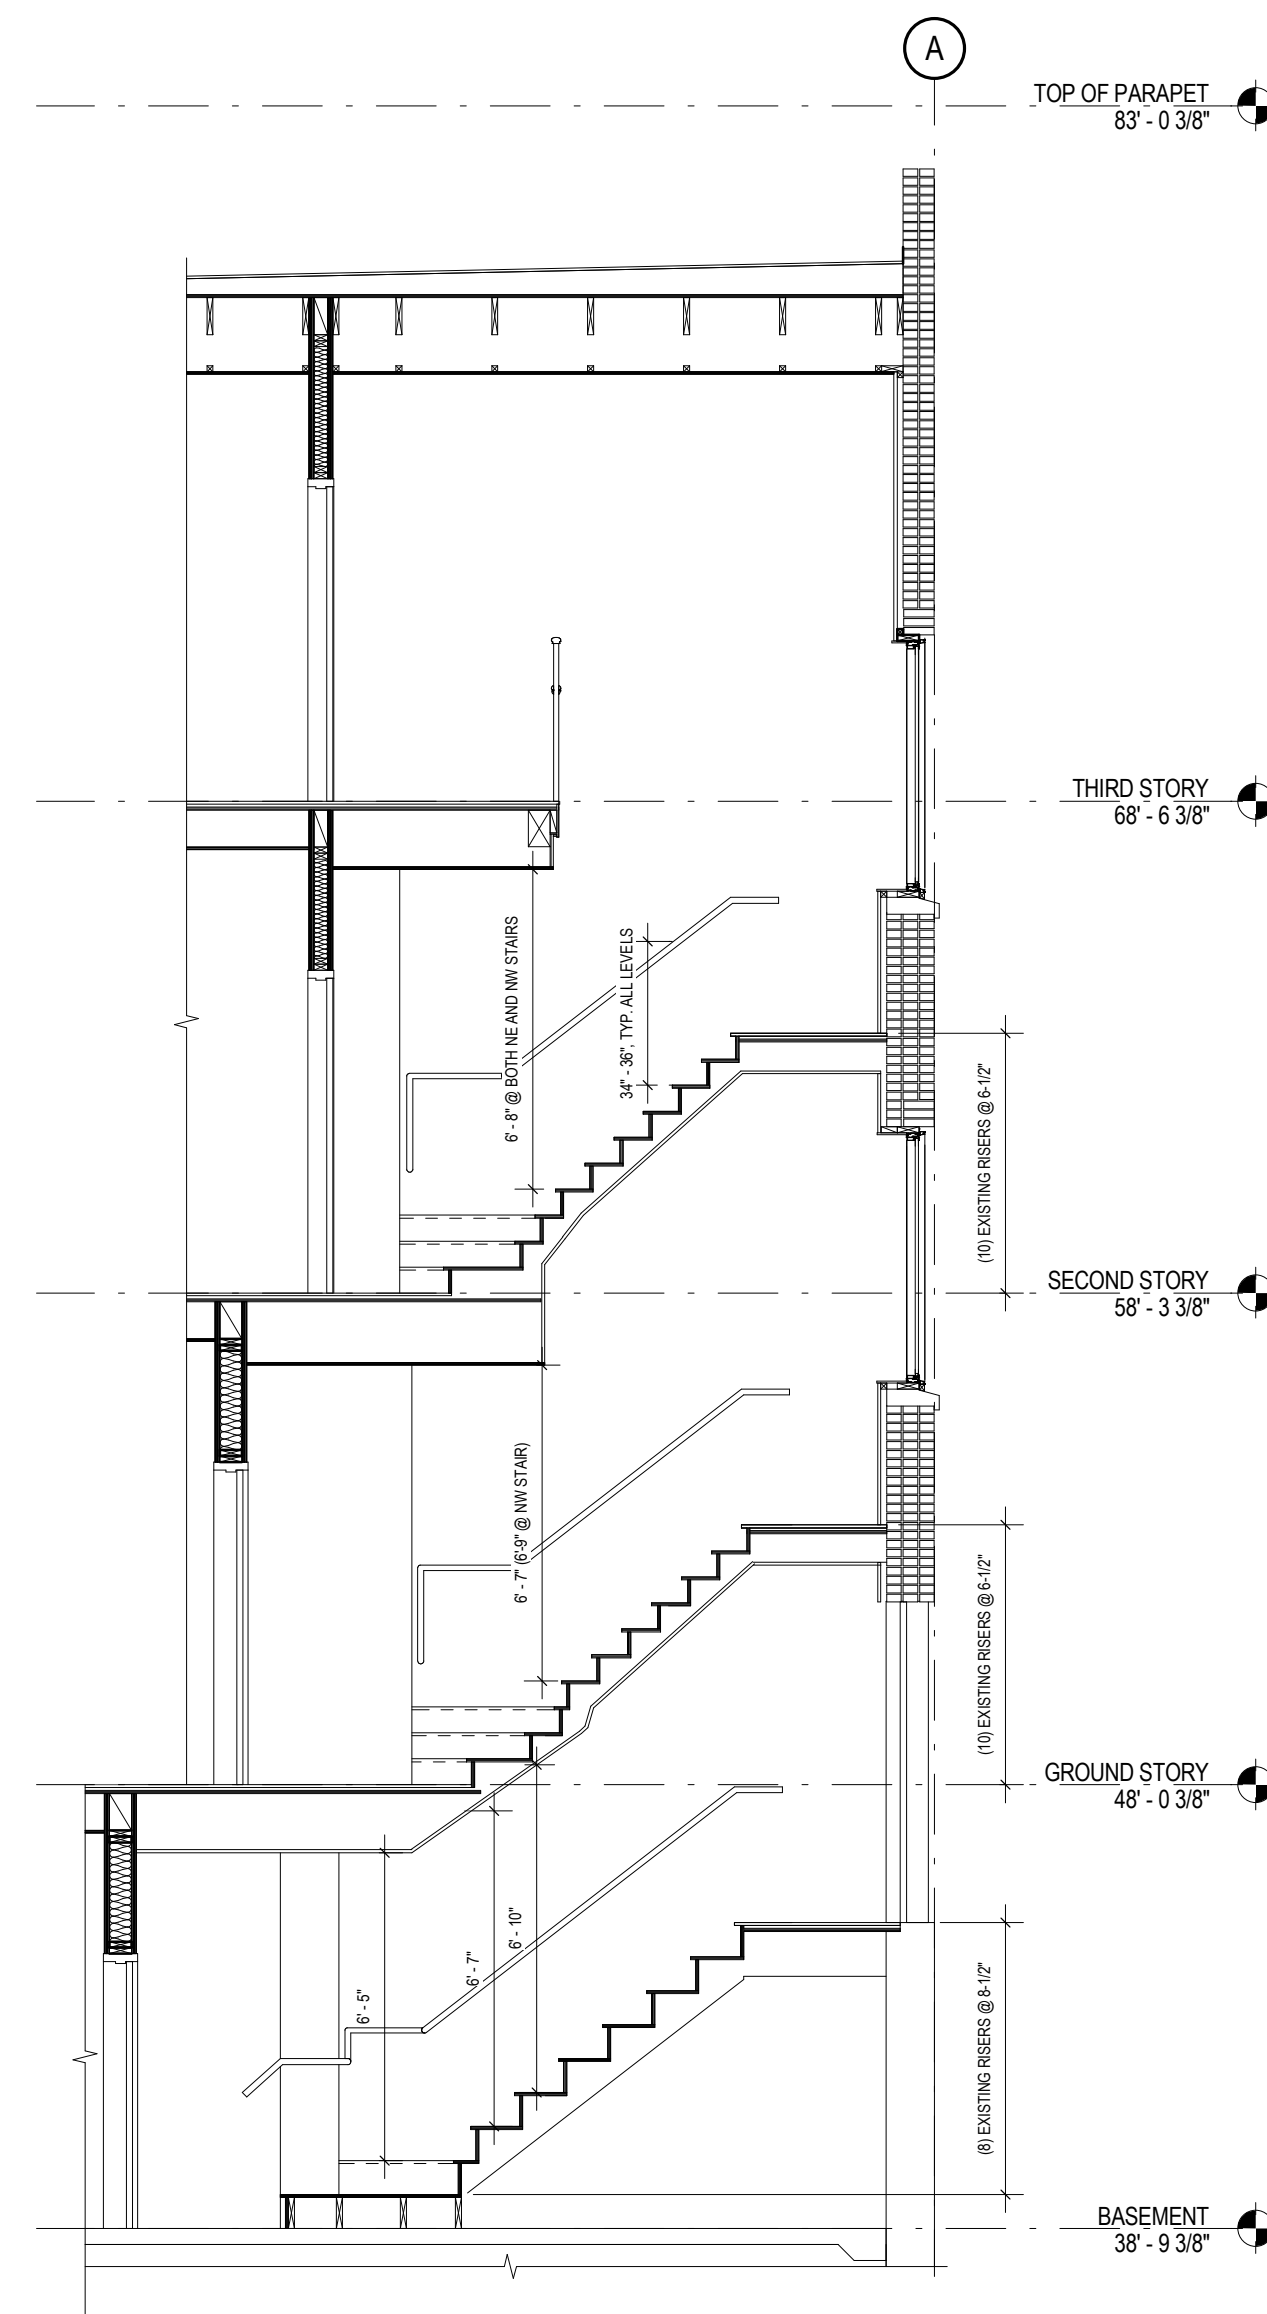 A
TOP OF PARAPET
83' - 0 3/8"
THIRD STORY
68' - 6 3/8"
6' - 8" @ BOTH NE AND NW STAIRS
34" - 36", TYP. ALL LEVELS
(10) EXISTING RISERS @ 6-1/2"
SECOND STORY
58' - 3 3/8"
6' - 7" (6'-9" @ NW STAIR)
(10) EXISTING RISERS @ 6-1/2"
GROUND STORY
48' - 0 3/8"
6' - 5"
6' - 7"
6' - 10"
(8) EXISTING RISERS @ 8-1/2"
BASEMENT
38' - 9 3/8"